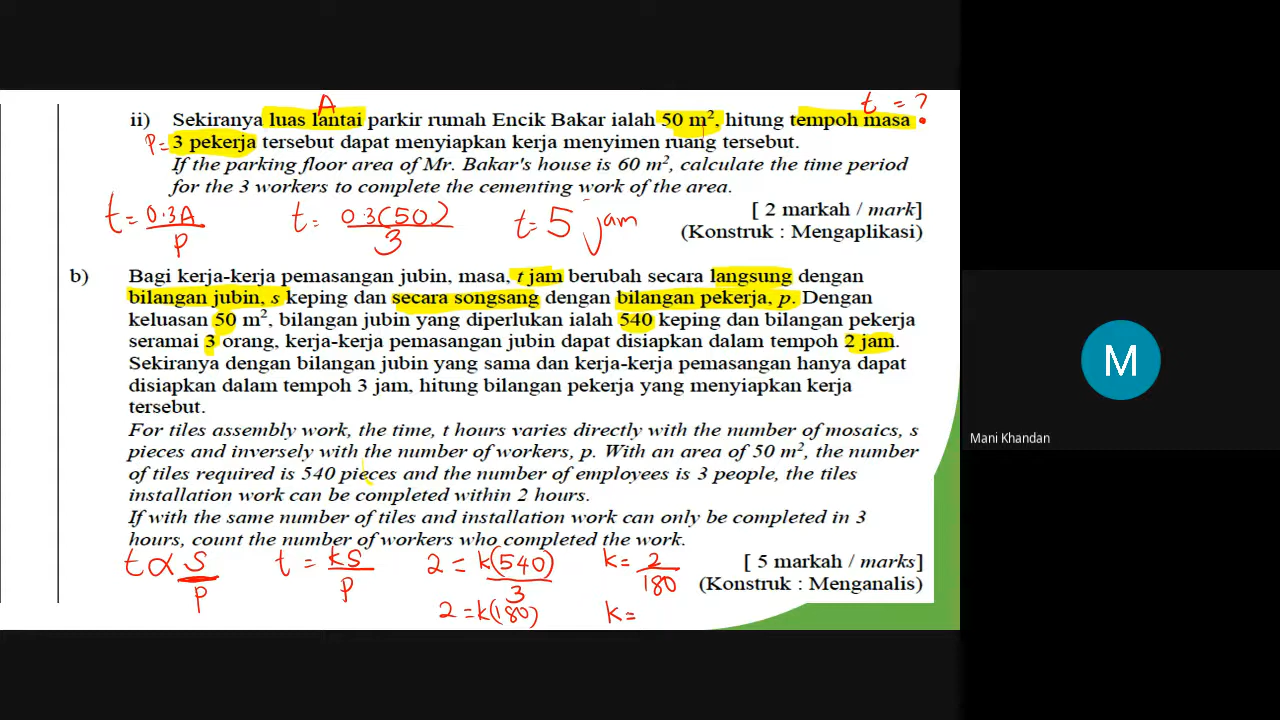 A
t = ?
ii) Sekiranya luas lantai parkir rumah Encik Bakar ialah 50 m², hitung tempoh masa
P= 3 pekerja tersebut dapat menyiapkan kerja menyimen ruang tersebut.
If the parking floor area of Mr. Bakar's house is 60 m², calculate the time period
for the 3 workers to complete the cementing work of the area.
t = 0.3A/P t = 0.3(50)/3 t = 5 jam
[ 2 markah / mark]
(Konstruk : Mengaplikasi)
b) Bagi kerja-kerja pemasangan jubin, masa, t jam berubah secara langsung dengan
bilangan jubin, s keping dan secara songsang dengan bilangan pekerja, p. Dengan
keluasan 50 m², bilangan jubin yang diperlukan ialah 540 keping dan bilangan pekerja
seramai 3 orang, kerja-kerja pemasangan jubin dapat disiapkan dalam tempoh 2 jam.
Sekiranya dengan bilangan jubin yang sama dan kerja-kerja pemasangan hanya dapat
disiapkan dalam tempoh 3 jam, hitung bilangan pekerja yang menyiapkan kerja
tersebut.
For tiles assembly work, the time, t hours varies directly with the number of mosaics, s
pieces and inversely with the number of workers, p. With an area of 50 m², the number
of tiles required is 540 pieces and the number of employees is 3 people, the tiles
installation work can be completed within 2 hours.
If with the same number of tiles and installation work can only be completed in 3
hours, count the number of workers who completed the work.
t ∝ S/P t = kS/P 2 = k(540)/3 k = 2/180
[ 5 markah / marks]
(Konstruk : Menganalis)
2 = k(180) k =
M
Mani Khandan